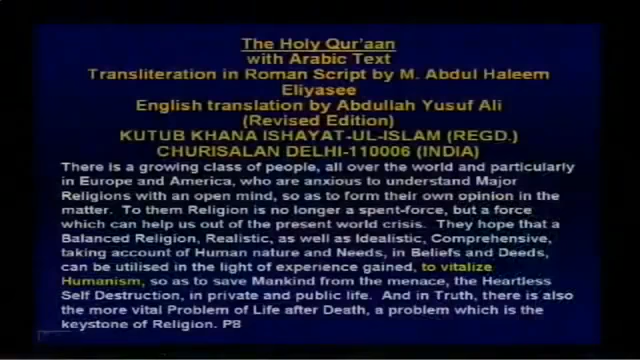 The Holy Qur'aan
with Arabic Text
Transliteration in Roman Script by M. Abdul Haleem
Eliyasee
English translation by Abdullah Yusuf Ali
(Revised Edition)
KUTUB KHANA ISHAYAT-UL-ISLAM (REGD.)
CHURISALAN DELHI-110006 (INDIA)
There is a growing class of people, all over the world and particularly
in Europe and America, who are anxious to understand Major
Religions with an open mind, so as to form their own opinion in the
matter. To them Religion is no longer a spent-force, but a force
which can help us out of the present world crisis. They hope that a
Balanced Religion, Realistic, as well as Idealistic, Comprehensive,
taking account of Human nature and Needs, in Beliefs and Deeds,
can be utilised in the light of experience gained, to vitalize
Humanism, so as to save Mankind from the menace, the Heartless
Self Destruction, in private and public life. And in Truth, there is also
the more vital Problem of Life after Death, a problem which is the
keystone of Religion. P8